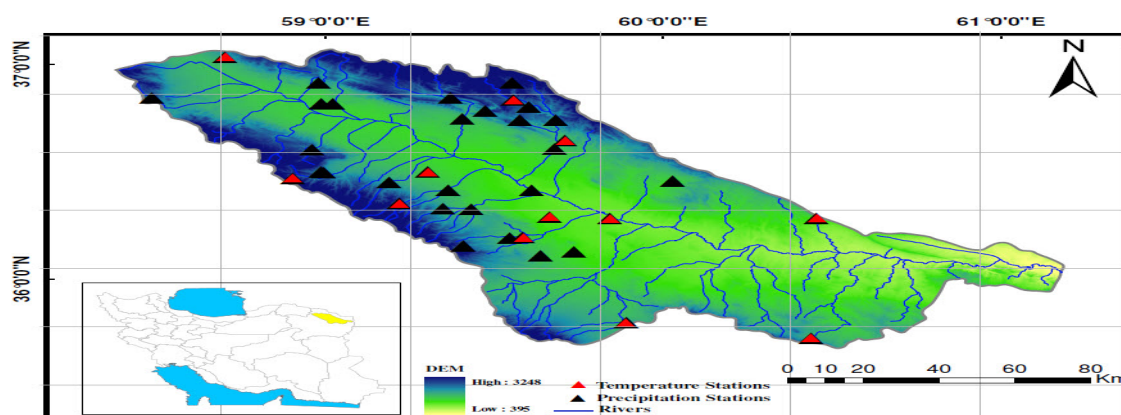 59°0'0"E 60°0'0"E 61°0'0"E
37°0'0"N
36°0'0"N
N
DEM
High : 3248
Low : 395
Temperature Stations
Precipitation Stations
Rivers
0 10 20 40 60 80
Km